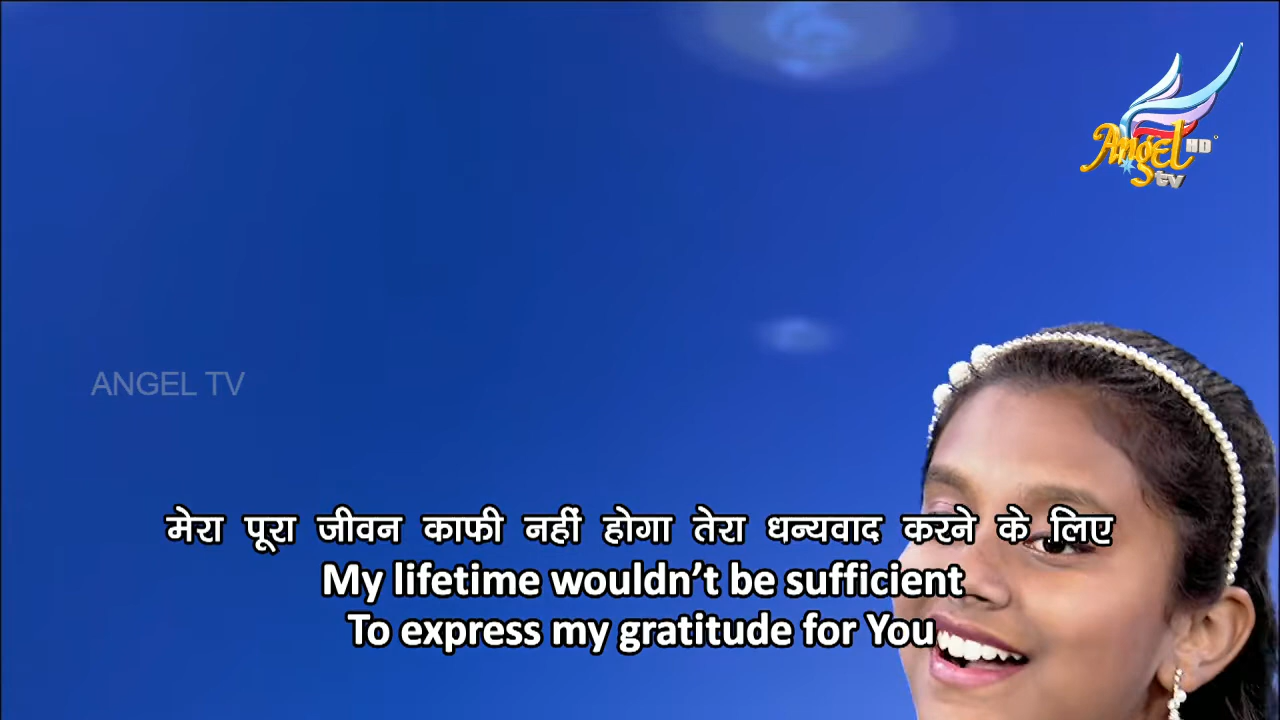 Angel HD
tv
ANGEL TV
मेरा पूरा जीवन काफी नहीं होगा तेरा धन्यवाद करने के लिए
My lifetime wouldn't be sufficient
To express my gratitude for You